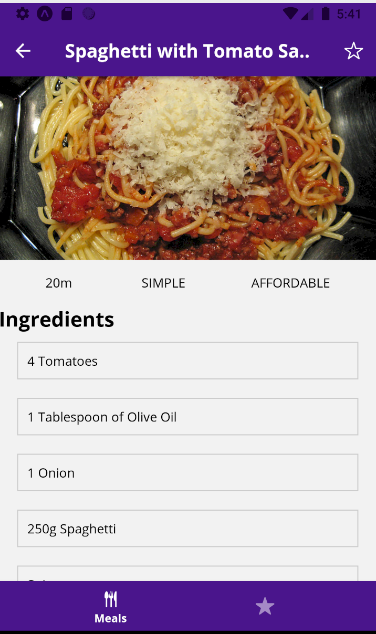 5:41
Spaghetti with Tomato Sa..
20m SIMPLE AFFORDABLE
Ingredients
4 Tomatoes
1 Tablespoon of Olive Oil
1 Onion
250g Spaghetti
Meals